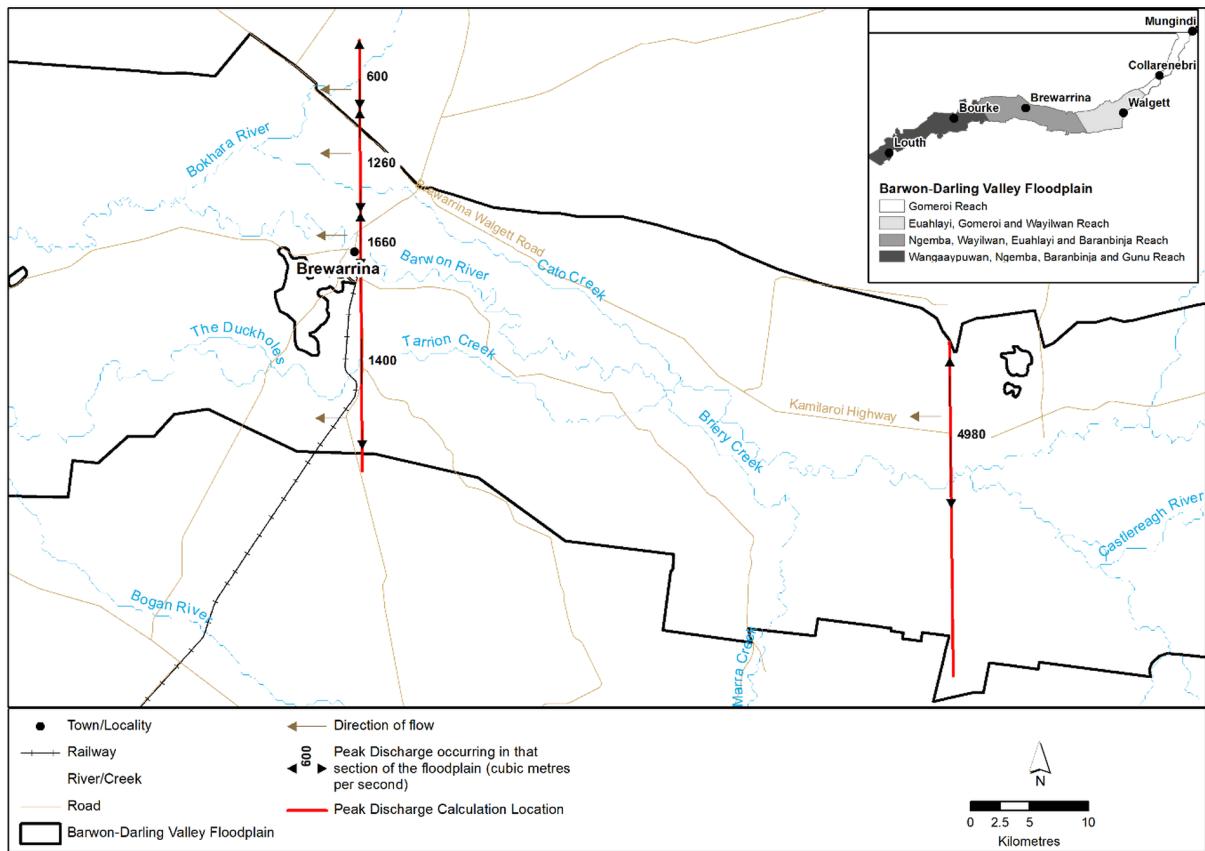 Mungindi
Collarenebri
Brewarrina
Walgett
Bourke
Louth
Barwon-Darling Valley Floodplain
Gomeroi Reach
Euahlayi, Gomeroi and Wayilwan Reach
Ngemba, Wayilwan, Euahlayi and Baranbinja Reach
Wangaaypuwan, Ngemba, Baranbinja and Gunu Reach
600
Bokhara River
1260
Brewarrina Walgett Road
1660
Brewarrina
Barwon River
Cato Creek
The Duckholes
Tarrion Creek
1400
Kamilaroi Highway
Briery Creek
4980
Castlereagh River
Bogan River
Marra Creek
Town/Locality
Railway
River/Creek
Road
Barwon-Darling Valley Floodplain
Direction of flow
600
Peak Discharge occurring in that
section of the floodplain (cubic metres
per second)
Peak Discharge Calculation Location
N
0 2.5 5 10
Kilometres